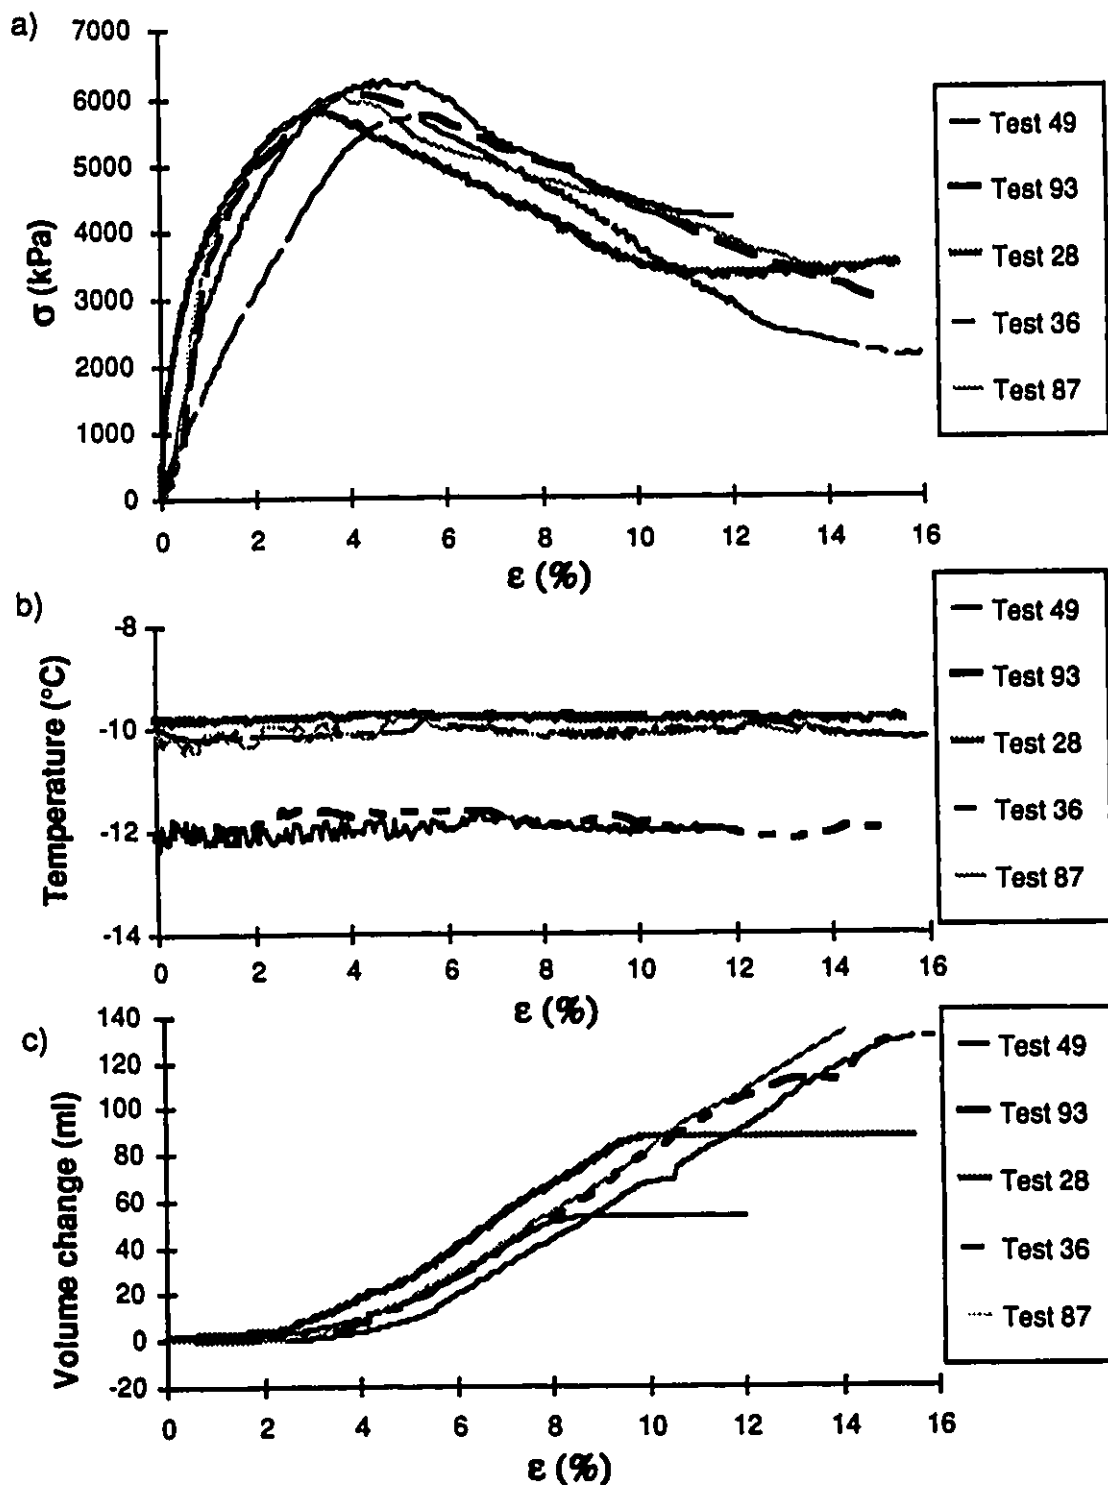 a)
7000
6000
5000
4000
3000
2000
1000
0
σ (kPa)
0 2 4 6 8 10 12 14 16
ε (%)
Test 49
Test 93
Test 28
Test 36
Test 87
b)
-8
-10
-12
-14
Temperature (°C)
0 2 4 6 8 10 12 14 16
ε (%)
Test 49
Test 93
Test 28
Test 36
Test 87
c)
140
120
100
80
60
40
20
0
-20
Volume change (ml)
0 2 4 6 8 10 12 14 16
ε (%)
Test 49
Test 93
Test 28
Test 36
Test 87